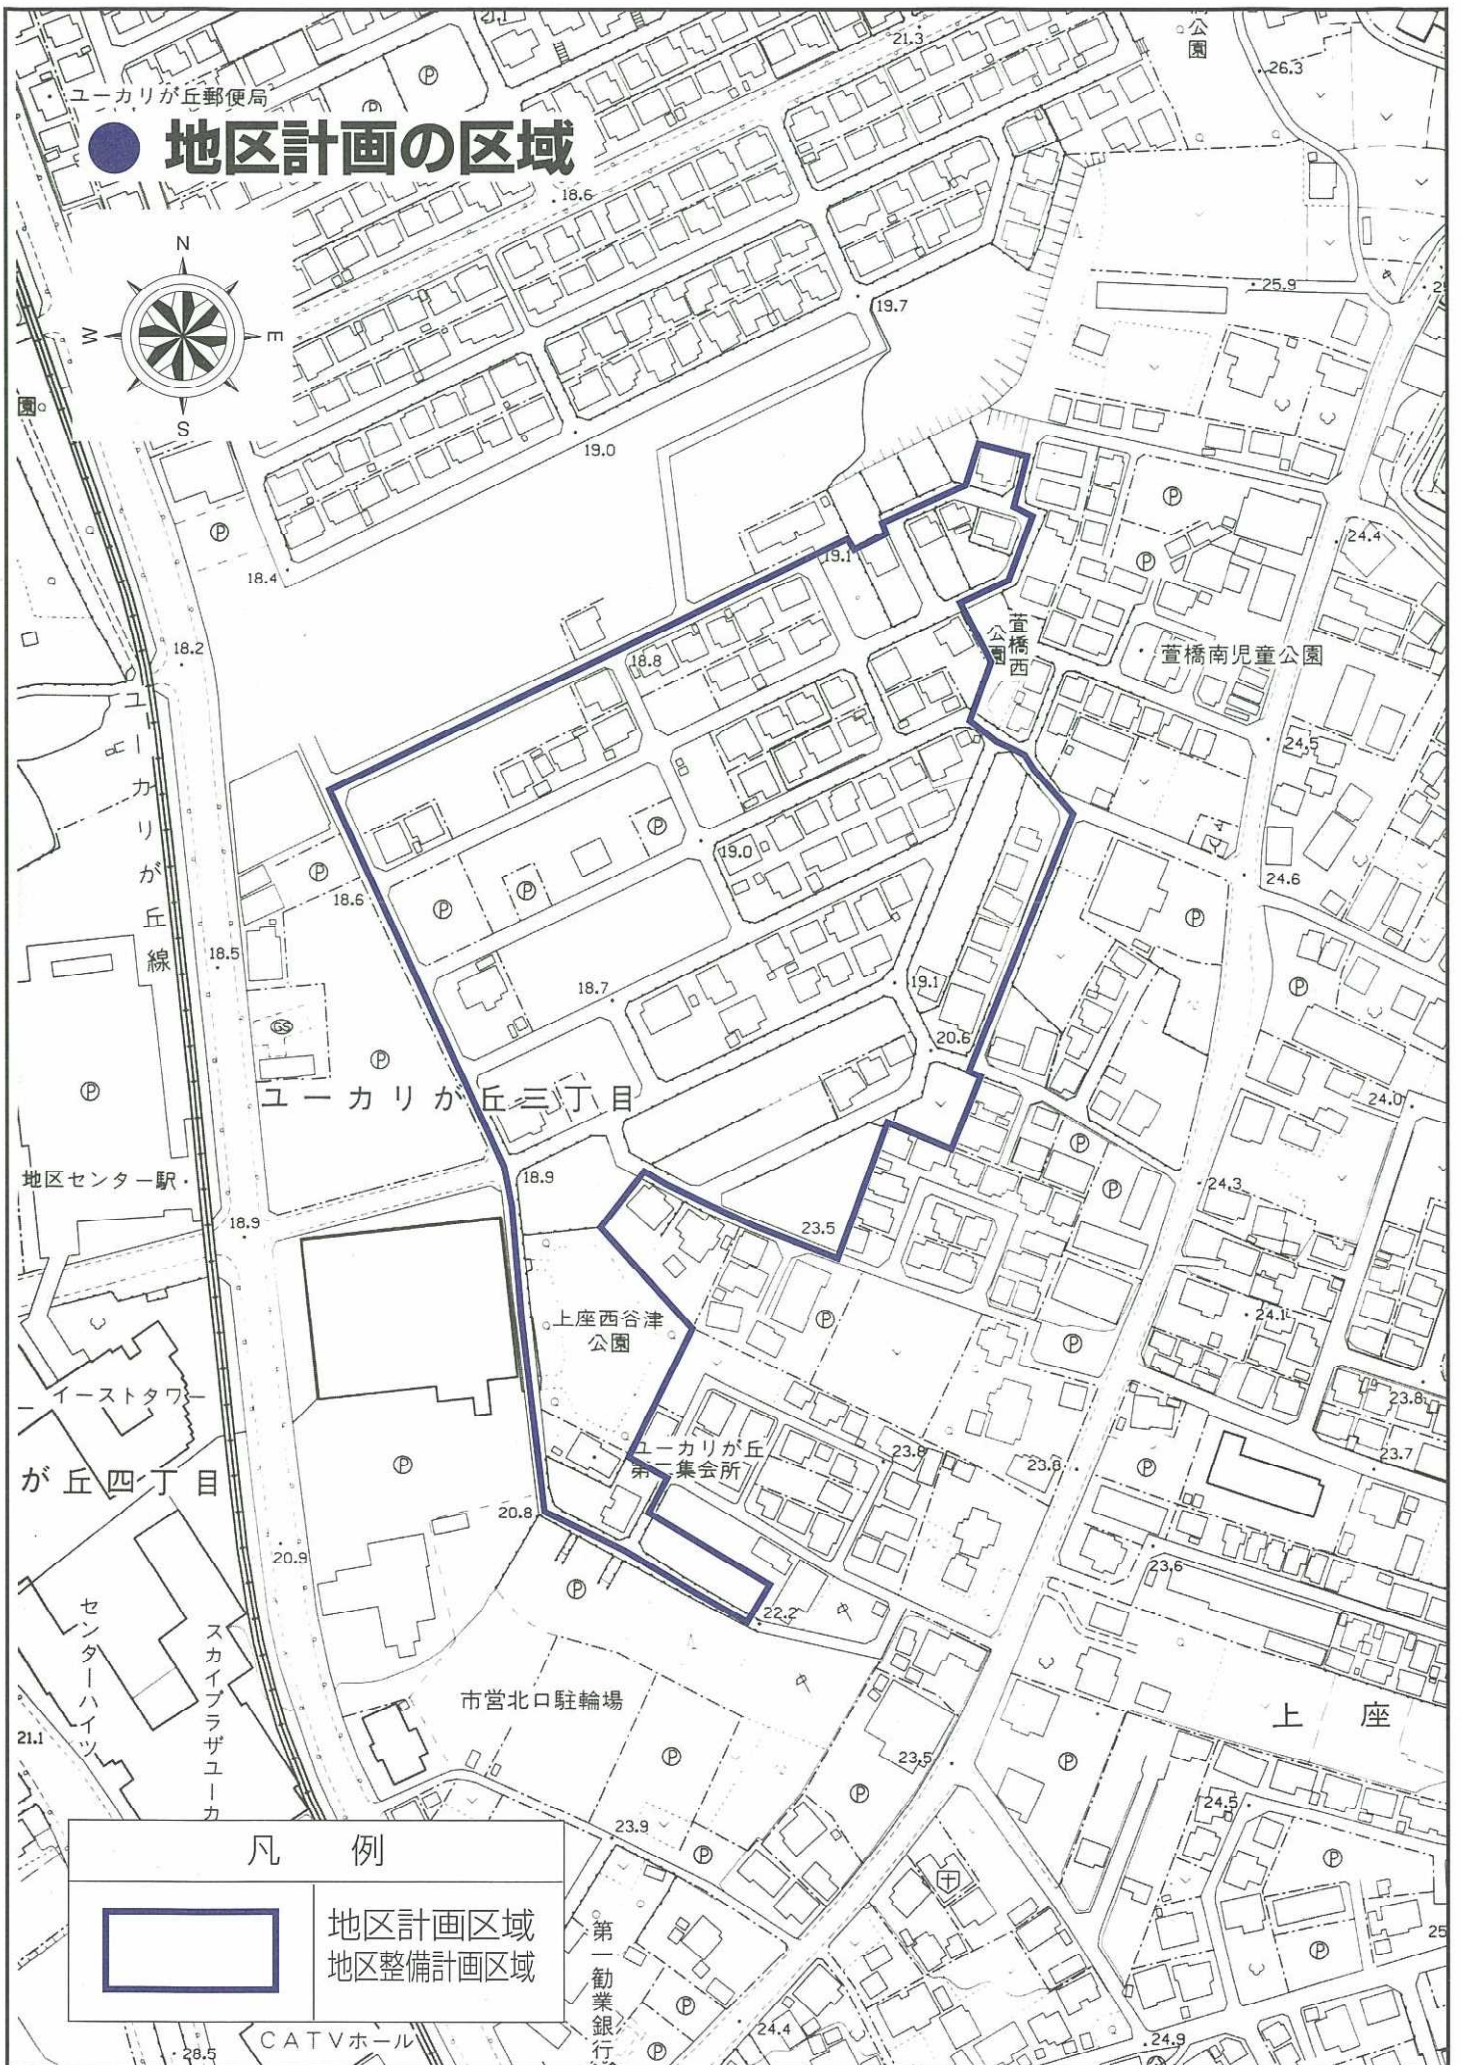 21.3
公園
26.3
ユーカリが丘郵便局
P
P
● 地区計画の区域
18.6
N
W
E
S
25.9
19.7
園
19.0
P
P
24.4
18.4
19.1
P
18.2
萱橋西
公園
萱橋南児童公園
18.8
24.5
ユーカリが丘線
P
19.0
P
18.6
P
P
24.6
P
18.5
18.7
19.1
P
GS
P
20.6
P
ユーカリが丘三丁目
24.0
P
地区センター駅
18.9
P
24.3
18.9
23.5
上座西谷津
公園
P
24.1
P
イーストタワー
23.8
ユーカリが丘
第二集会所
23.8
23.8
23.7
が丘四丁目
P
P
20.8
20.9
P
23.6
センターハイツ
スカイプラザユーカ
22.2
市営北口駐輪場
上座
21.1
P
23.5
P
P
24.5
23.9
P
P
凡例
地区計画区域
地区整備計画区域
第一勧業銀行
P
25
P
24.4
24.9
P
CATVホール
28.5